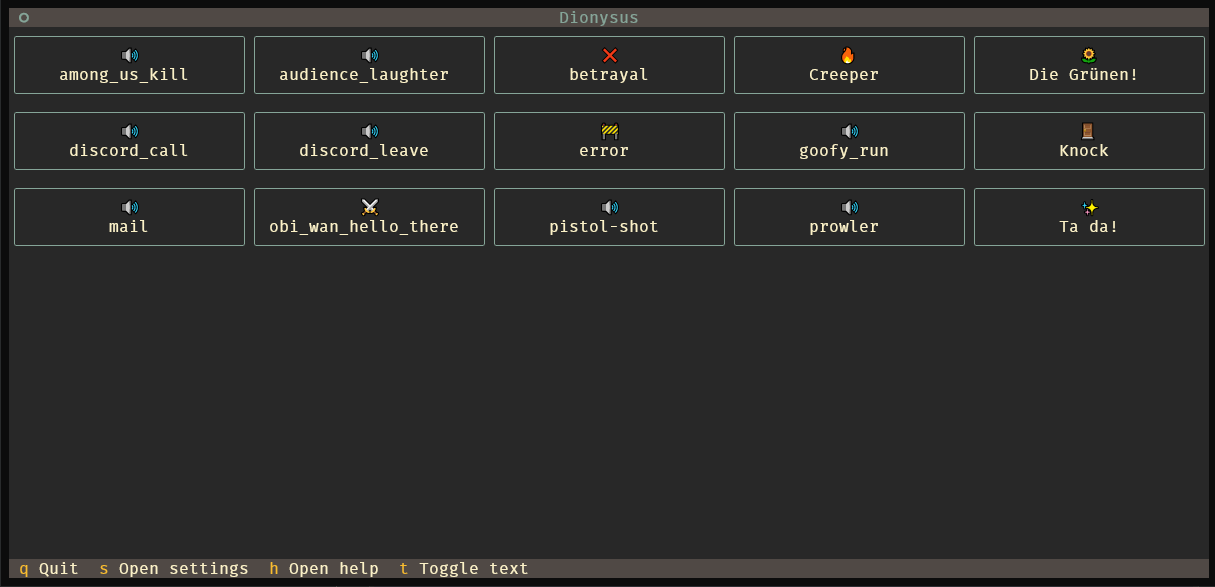 Dionysus
among_us_kill audience_laughter betrayal Creeper Die Grünen!
discord_call discord_leave error goofy_run Knock
mail obi_wan_hello_there pistol-shot prowler Ta da!
q Quit s Open settings h Open help t Toggle text